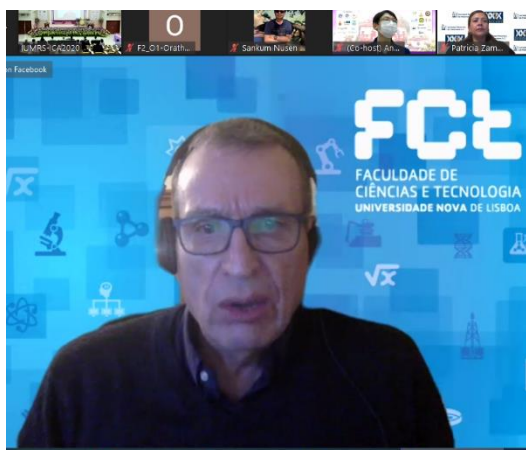 IUMRS-ICA2020
O
F2_O1-Orath...
Sankum Nusen
(Co-host) An...
Patricia Zam...
on Facebook
FCt
FACULDADE DE
CIÊNCIAS E TECNOLOGIA
UNIVERSIDADE NOVA DE LISBOA
√x
√x